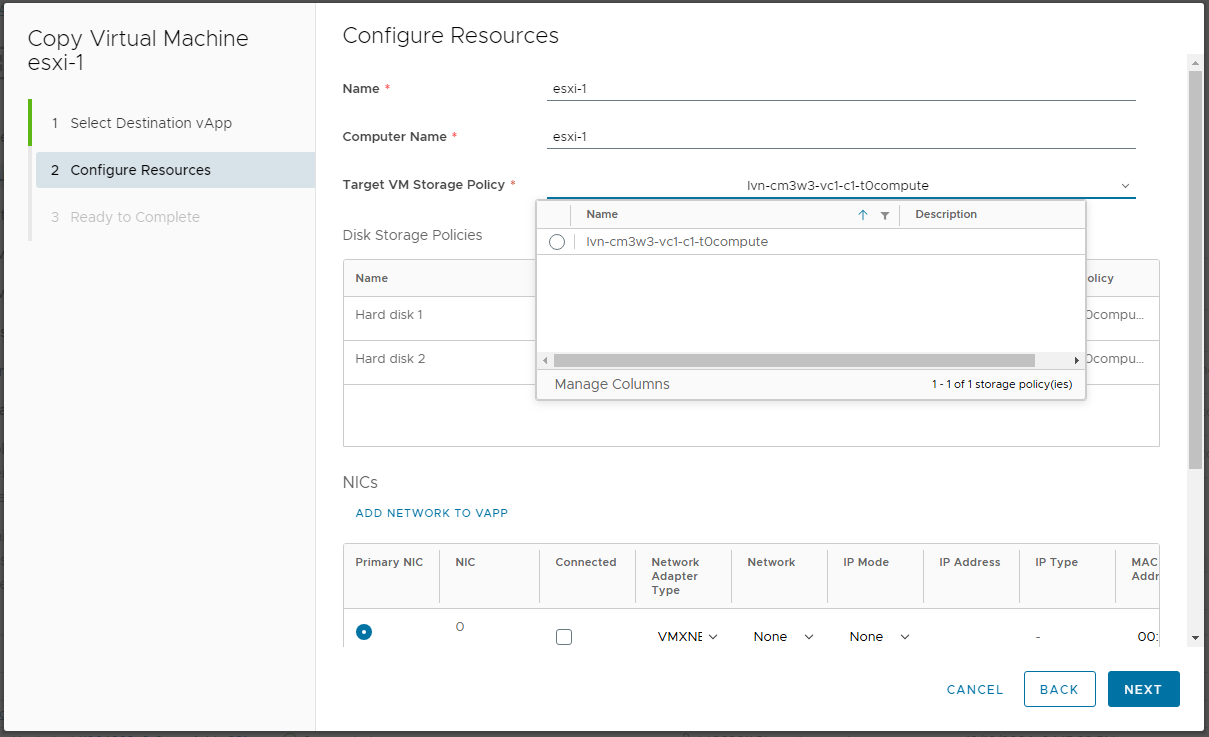 Copy Virtual Machine
esxi-1
1 Select Destination vApp
2 Configure Resources
3 Ready to Complete
Configure Resources
Name *
esxi-1
Computer Name *
esxi-1
Target VM Storage Policy *
lvn-cm3w3-vc1-c1-t0compute
Name
Description
lvn-cm3w3-vc1-c1-t0compute
Manage Columns
1 - 1 of 1 storage policy(ies)
Disk Storage Policies
Name
olicy
Hard disk 1
0compu...
Hard disk 2
0compu...
NICs
ADD NETWORK TO VAPP
Primary NIC
NIC
Connected
Network
Adapter
Type
Network
IP Mode
IP Address
IP Type
MAC
Addr
0
VMXNE
None
None
-
00:
CANCEL
BACK
NEXT